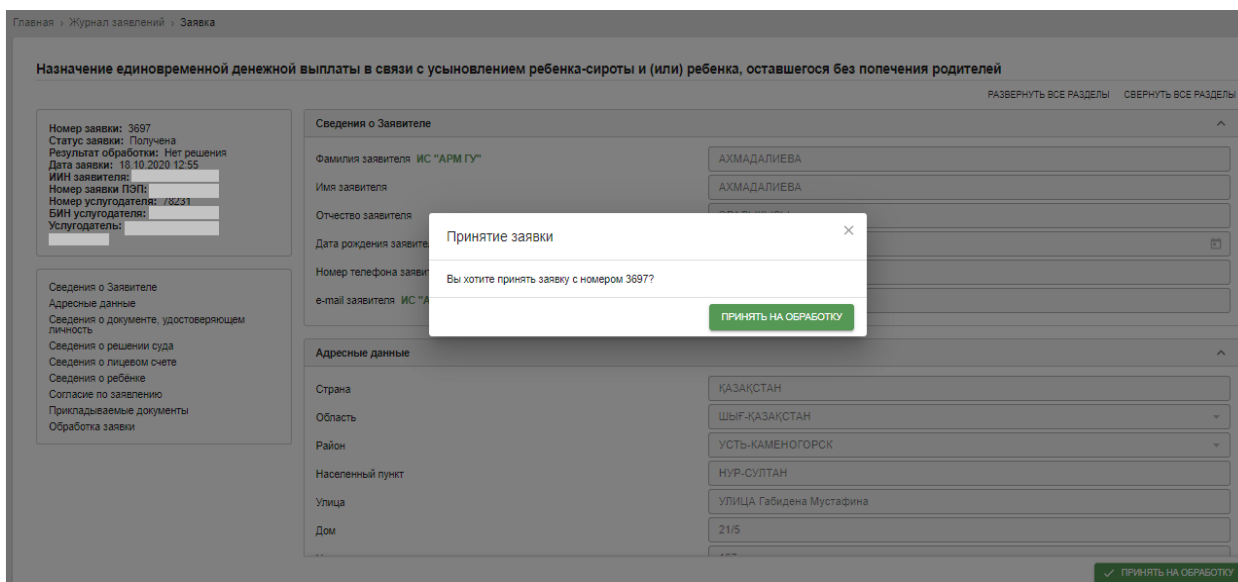 Главная › Журнал заявлений › Заявка
Назначение единовременной денежной выплаты в связи с усыновлением ребенка-сироты и (или) ребенка, оставшегося без попечения родителей
РАЗВЕРНУТЬ ВСЕ РАЗДЕЛЫ СВЕРНУТЬ ВСЕ РАЗДЕЛЫ
Номер заявки: 3697
Статус заявки: Получена
Результат обработки: Нет решения
Дата заявки: 18.10.2020 12:55
ИИН заявителя:
Номер заявки ПЭП:
Номер услугодателя: 78231
БИН услугодателя:
Услугодатель:
Сведения о Заявителе
Адресные данные
Сведения о документе, удостоверяющем
личность
Сведения о решении суда
Сведения о лицевом счете
Сведения о ребёнке
Согласие по заявлению
Прикладываемые документы
Обработка заявки
Сведения о Заявителе
Фамилия заявителя ИС "АРМ ГУ" АХМАДАЛИЕВА
Имя заявителя АХМАДАЛИЕВА
Отчество заявителя
Дата рождения заявите
Номер телефона заявит
e-mail заявителя ИС "А
Принятие заявки ×
Вы хотите принять заявку с номером 3697?
ПРИНЯТЬ НА ОБРАБОТКУ
Адресные данные
Страна ҚАЗАҚСТАН
Область ШЫҒ-ҚАЗАҚСТАН
Район УСТЬ-КАМЕНОГОРСК
Населенный пункт НУР-СУЛТАН
Улица УЛИЦА Габидена Мустафина
Дом 21/5
ПРИНЯТЬ НА ОБРАБОТКУ